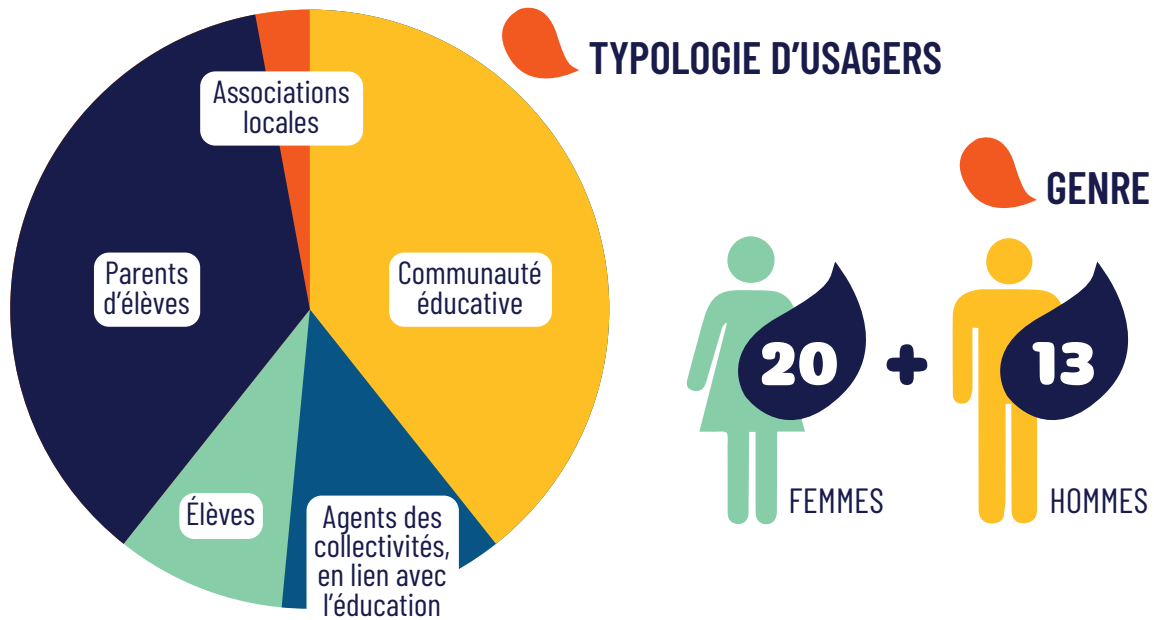 TYPOLOGIE D'USAGERS
Associations
locales
Parents
d'élèves
Communauté
éducative
Élèves
Agents des
collectivités,
en lien avec
l'éducation
GENRE
20
+
13
FEMMES
HOMMES